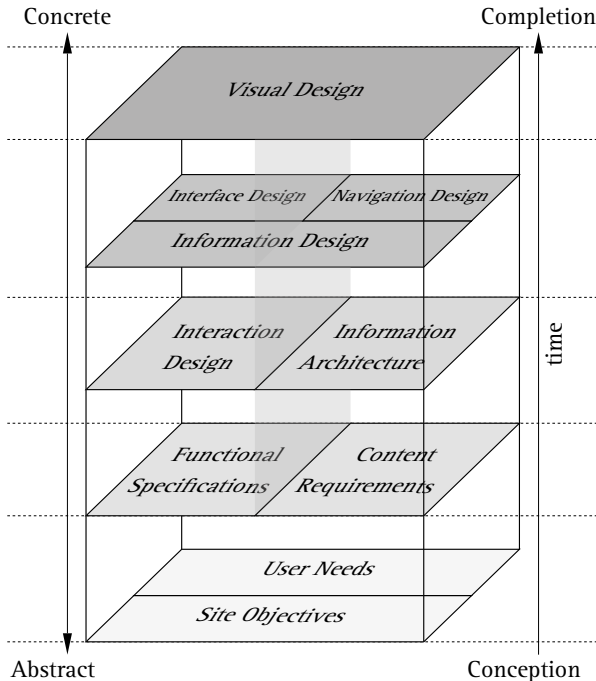 Concrete
Completion
Visual Design
Interface Design
Navigation Design
Information Design
Interaction
Design
Information
Architecture
time
Functional
Specifications
Content
Requirements
User Needs
Site Objectives
Abstract
Conception